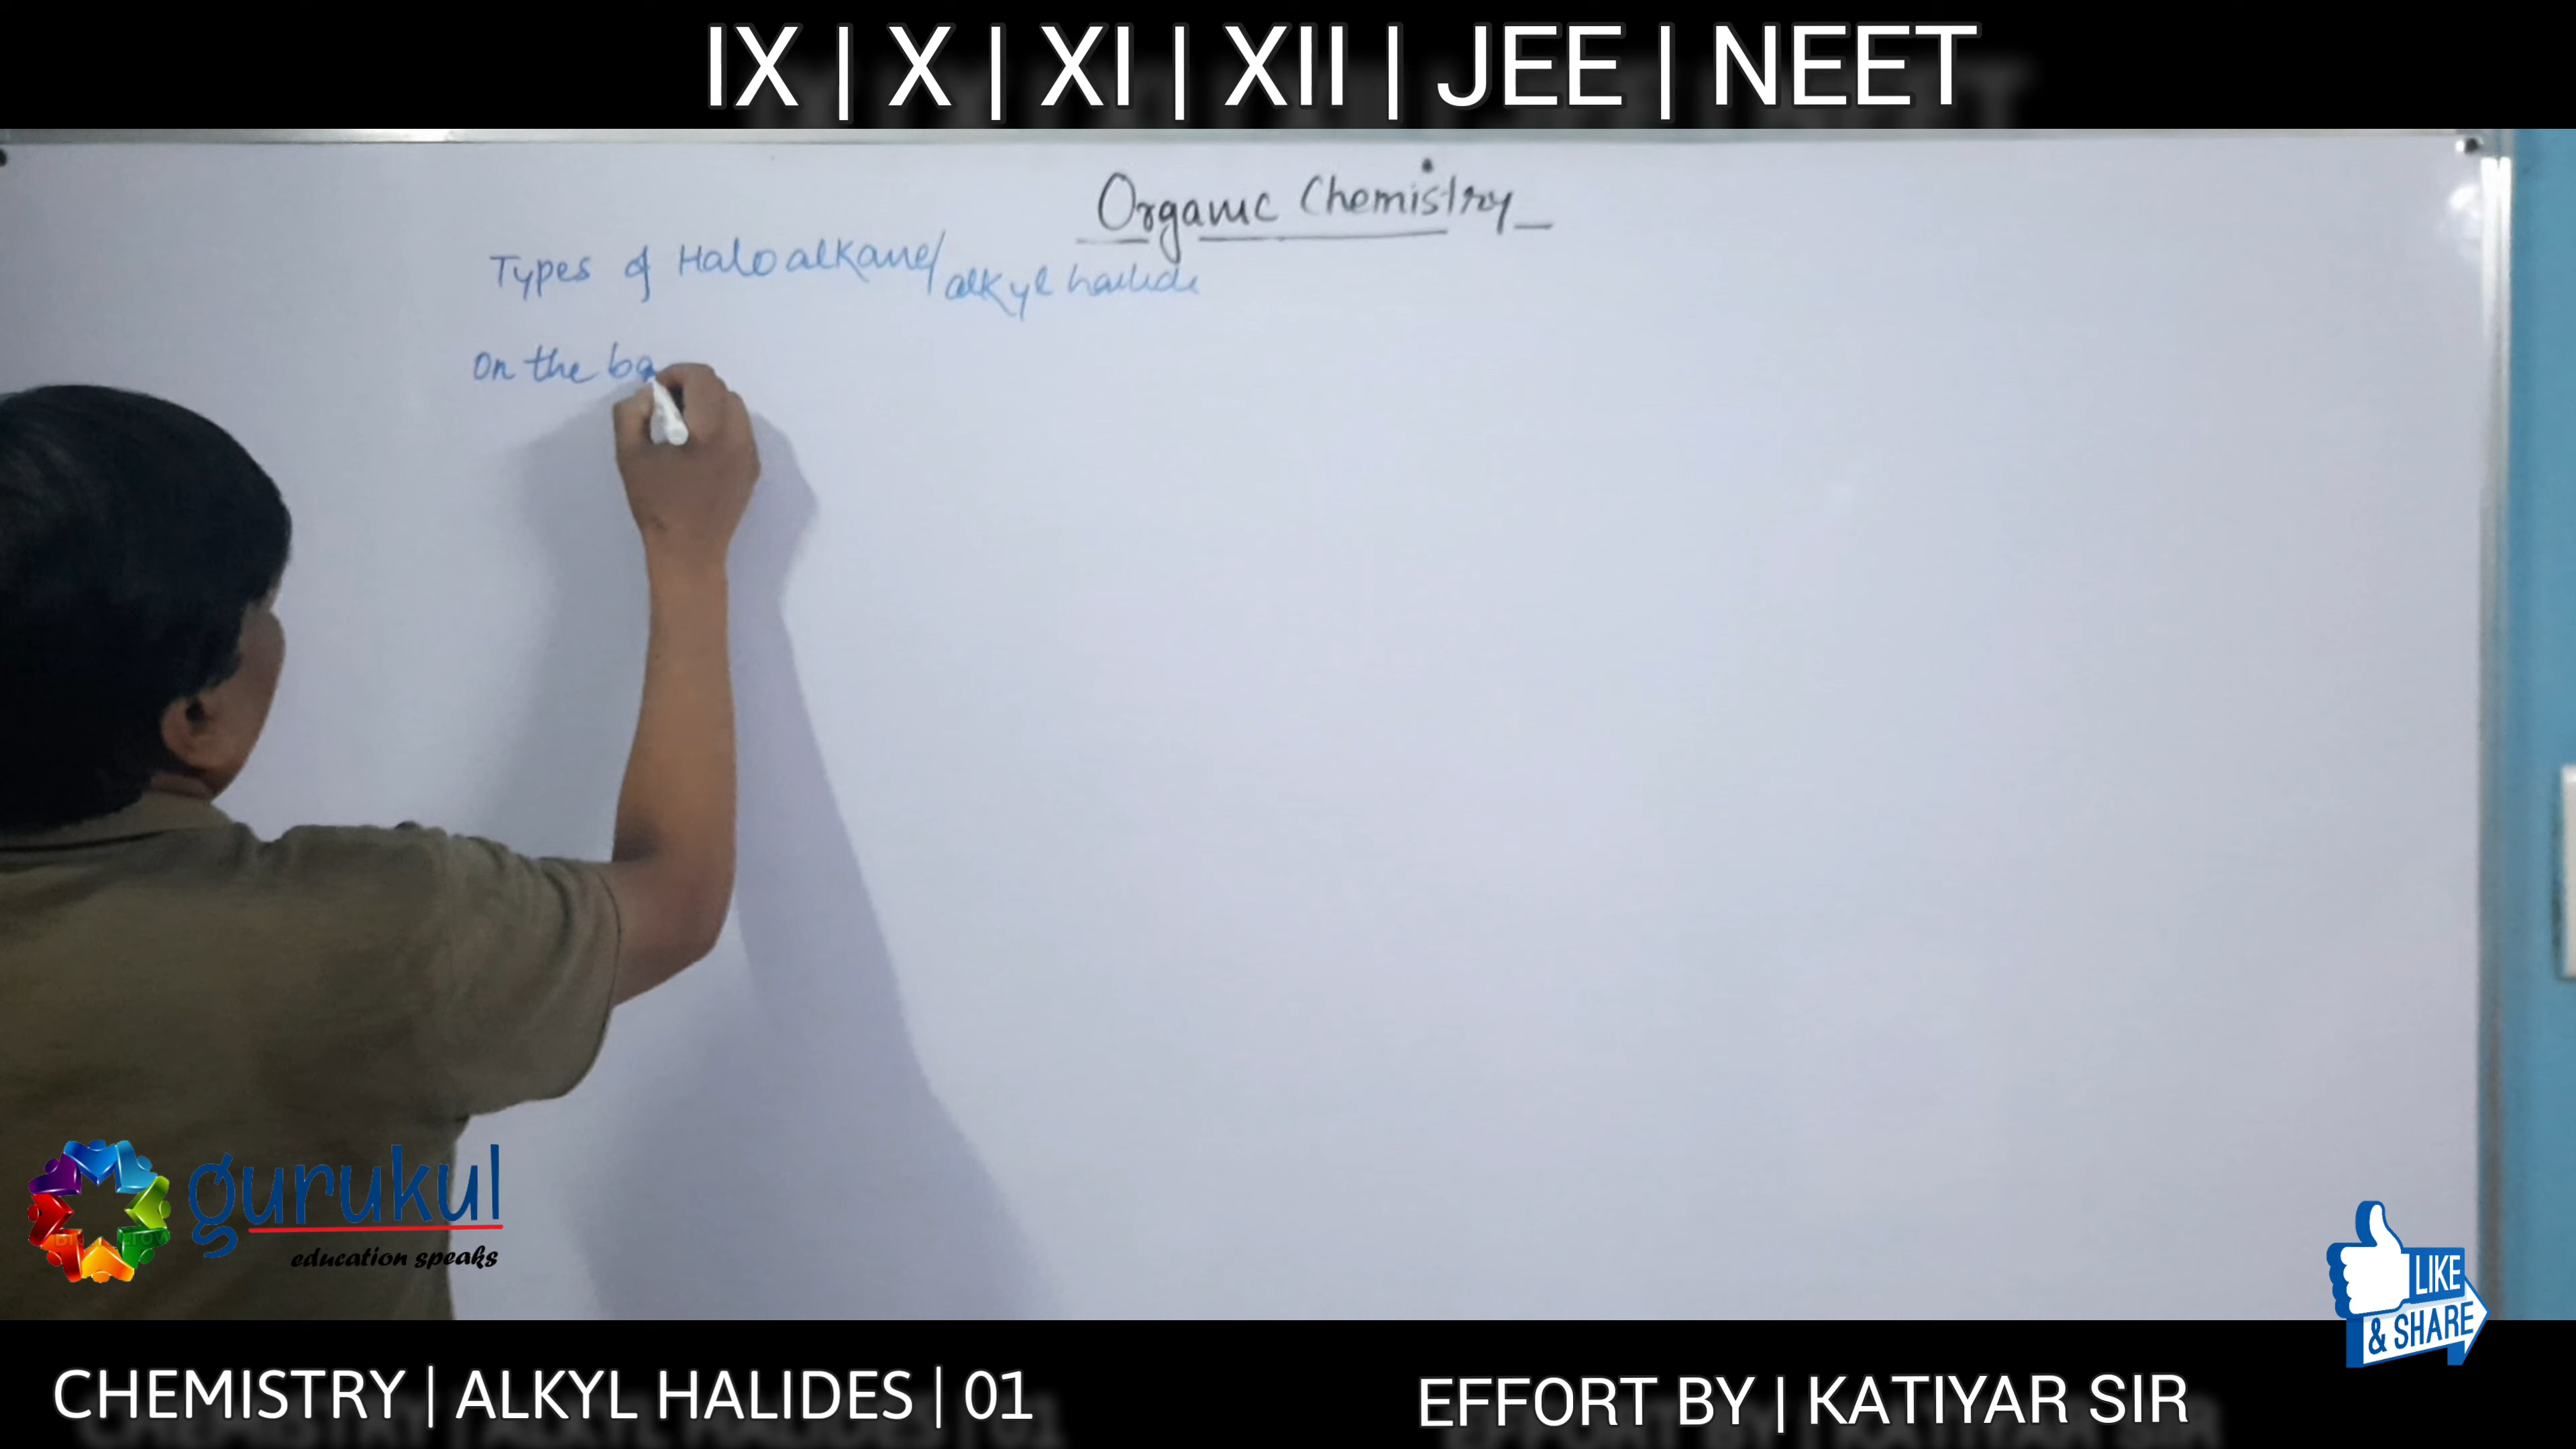 IX | X | XI | XII | JEE | NEET
Organic Chemistry
Types of Haloalkane/alkyl halide
On the ba
gurukul
education speaks
LIKE
& SHARE
CHEMISTRY | ALKYL HALIDES | 01
EFFORT BY | KATIYAR SIR